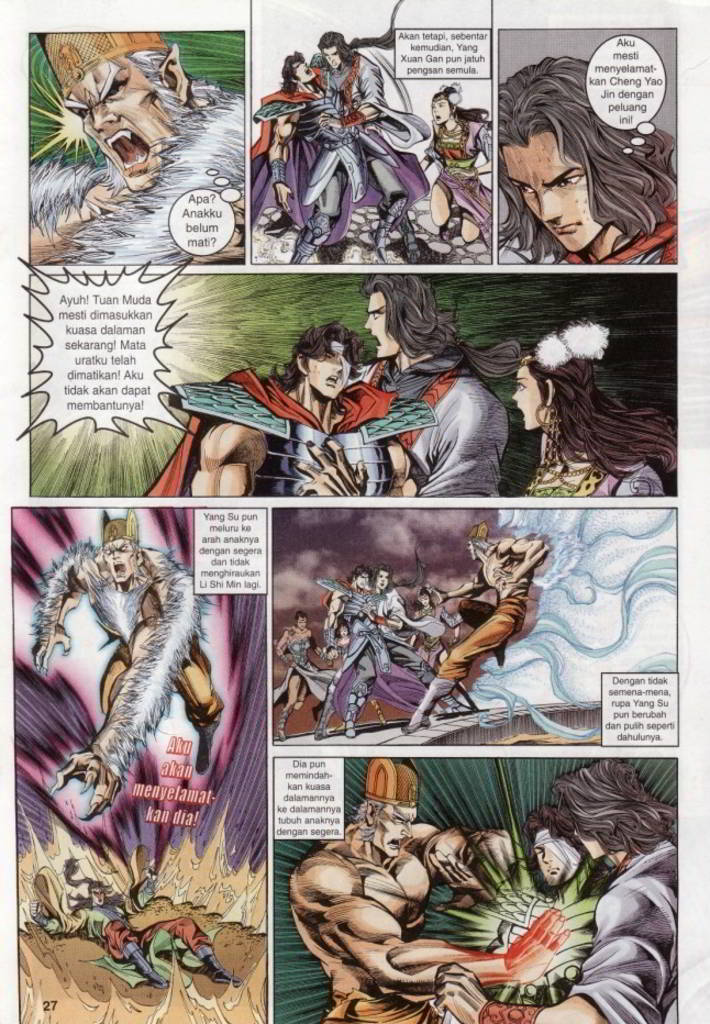 Apa?
Anakku
belum
mati?
Akan tetapi, sebentar
kemudian, Yang
Xuan Gan pun jatuh
pengsan semula.
Aku
mesti
menyelamat-
kan Cheng Yao
Jin dengan
peluang
ini!
Ayuh! Tuan Muda
mesti dimasukkan
kuasa dalaman
sekarang! Mata
uratku telah
dimatikan! Aku
tidak akan dapat
membantunya!
Yang Su pun
meluru ke
arah anaknya
dengan segera
dan tidak
menghiraukan
Li Shi Min lagi.
Aku
akan
menyelamat-
kan dia!
Dengan tidak
semena-mena,
rupa Yang Su
pun berubah
dan pulih seperti
dahulunya.
Dia pun
memindah-
kan kuasa
dalamannya
ke dalamannya
tubuh anaknya
dengan segera.
27